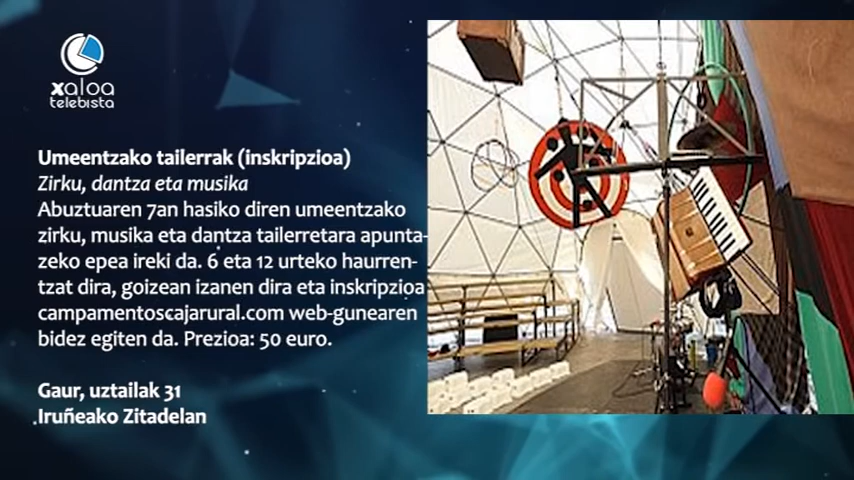 xaloa
telebista
Umeentzako tailerrak (inskripzioa)
Zirku, dantza eta musika
Abuztuaren 7an hasiko diren umeentzako
zirku, musika eta dantza tailerretara apunta-
zeko epea ireki da. 6 eta 12 urteko haurren-
tzat dira, goizean izanen dira eta inskripzioa
campamentoscajarural.com web-gunearen
bidez egiten da. Prezioa: 50 euro.
Gaur, uztailak 31
Iruñeako Zitadelan